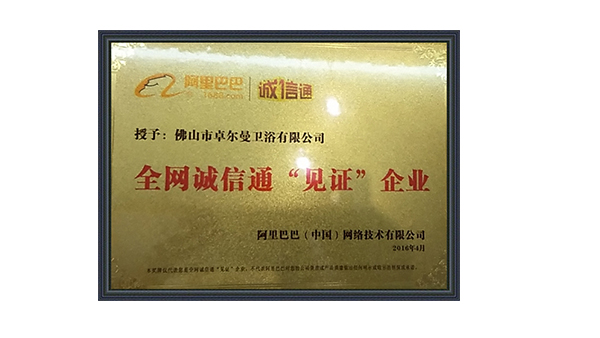 阿里巴巴 诚信通
1688.com
授予：佛山市卓尔曼卫浴有限公司
全网诚信通“见证”企业
阿里巴巴（中国）网络技术有限公司
2016年4月